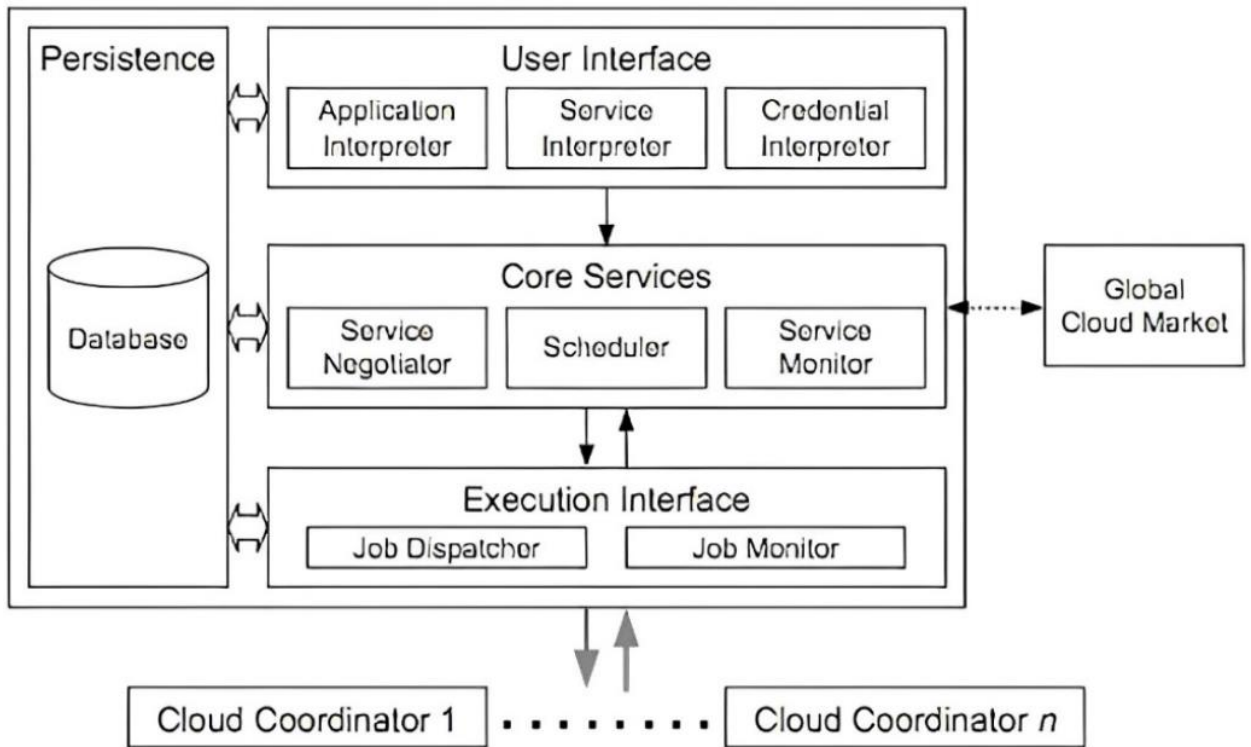 Persistence
User Interface
Application
Interpreter
Service
Interpreter
Credential
Interpreter
Core Services
Database
Service
Negotiator
Scheduler
Service
Monitor
Global
Cloud Market
Execution Interface
Job Dispatcher
Job Monitor
Cloud Coordinator 1
Cloud Coordinator n